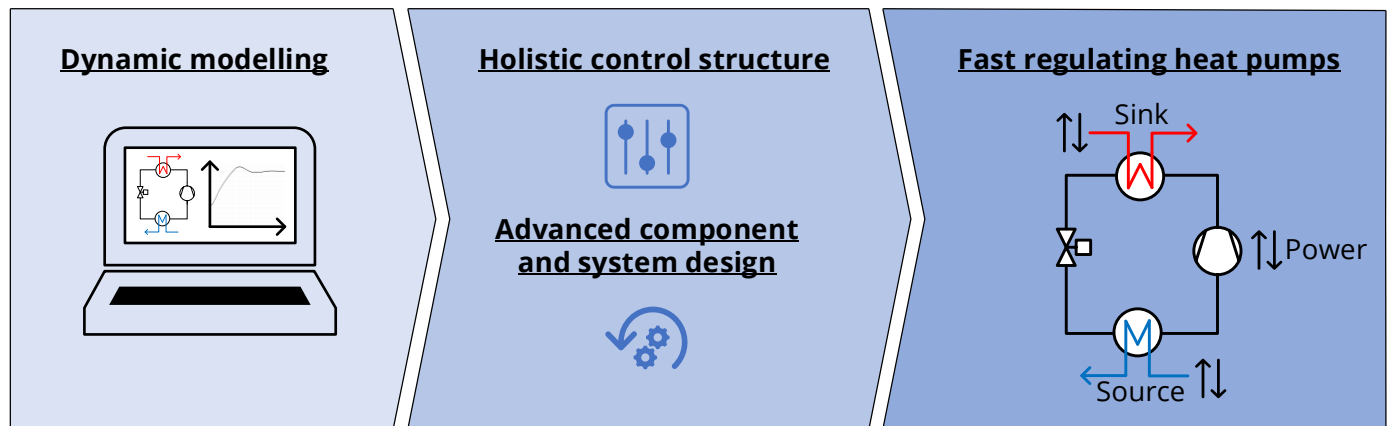 Dynamic modelling
Holistic control structure
Advanced component
and system design
Fast regulating heat pumps
Sink
Power
Source